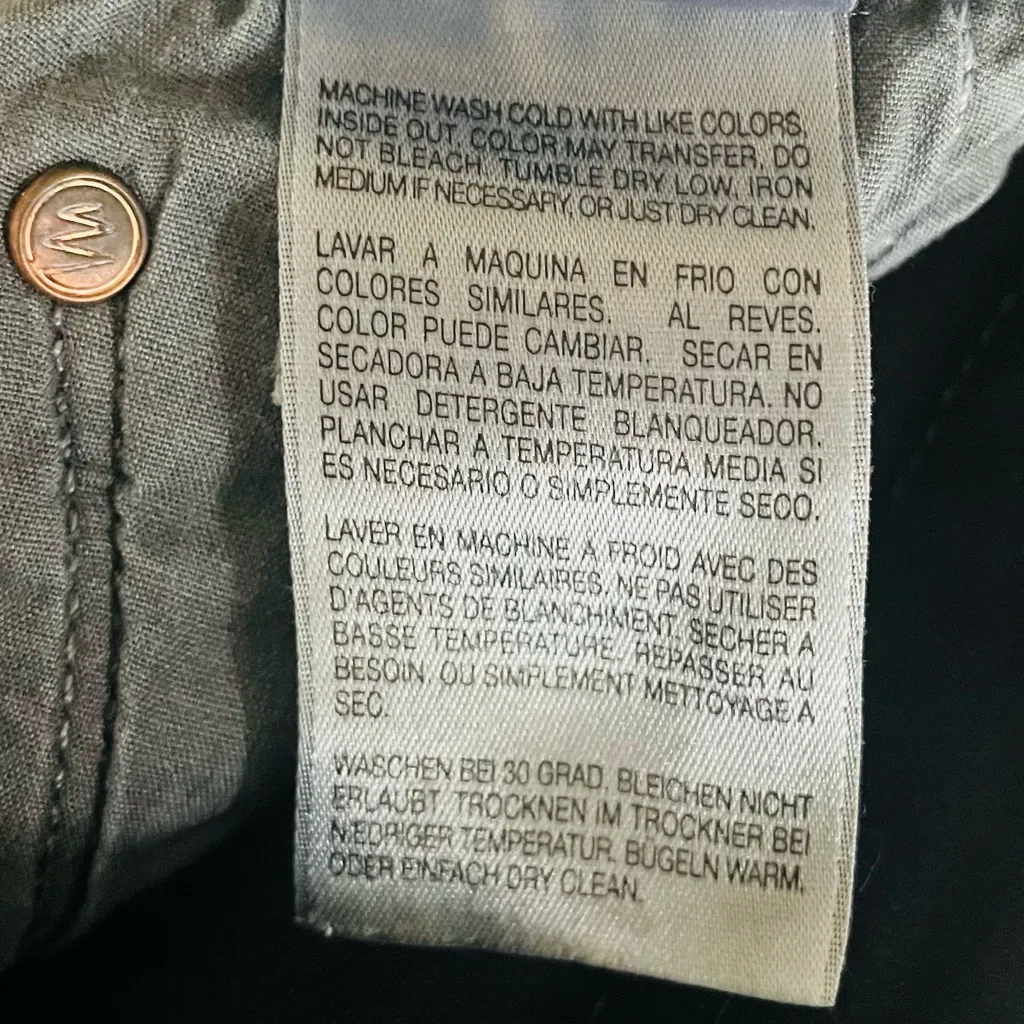 MACHINE WASH COLD WITH LIKE COLORS.
INSIDE OUT. COLOR MAY TRANSFER. DO
NOT BLEACH. TUMBLE DRY LOW. IRON
MEDIUM IF NECESSARY, OR JUST DRY CLEAN.
LAVAR A MAQUINA EN FRIO CON
COLORES SIMILARES. AL REVES.
COLOR PUEDE CAMBIAR. SECAR EN
SECADORA A BAJA TEMPERATURA. NO
USAR DETERGENTE BLANQUEADOR.
PLANCHAR A TEMPERATURA MEDIA SI
ES NECESARIO O SIMPLEMENTE SECO.
LAVER EN MACHINE A FROID AVEC DES
COULEURS SIMILAIRES. NE PAS UTILISER
D'AGENTS DE BLANCHIMENT. SECHER A
BASSE TEMPERATURE. REPASSER AU
BESOIN. OU SIMPLEMENT METTOYAGE A
SEC.
WASCHEN BEI 30 GRAD. BLEICHEN NICHT
ERLAUBT. TROCKNEN IM TROCKNER BEI
NIEDRIGER TEMPERATUR. BÜGELN WARM.
ODER EINFACH DRY CLEAN.